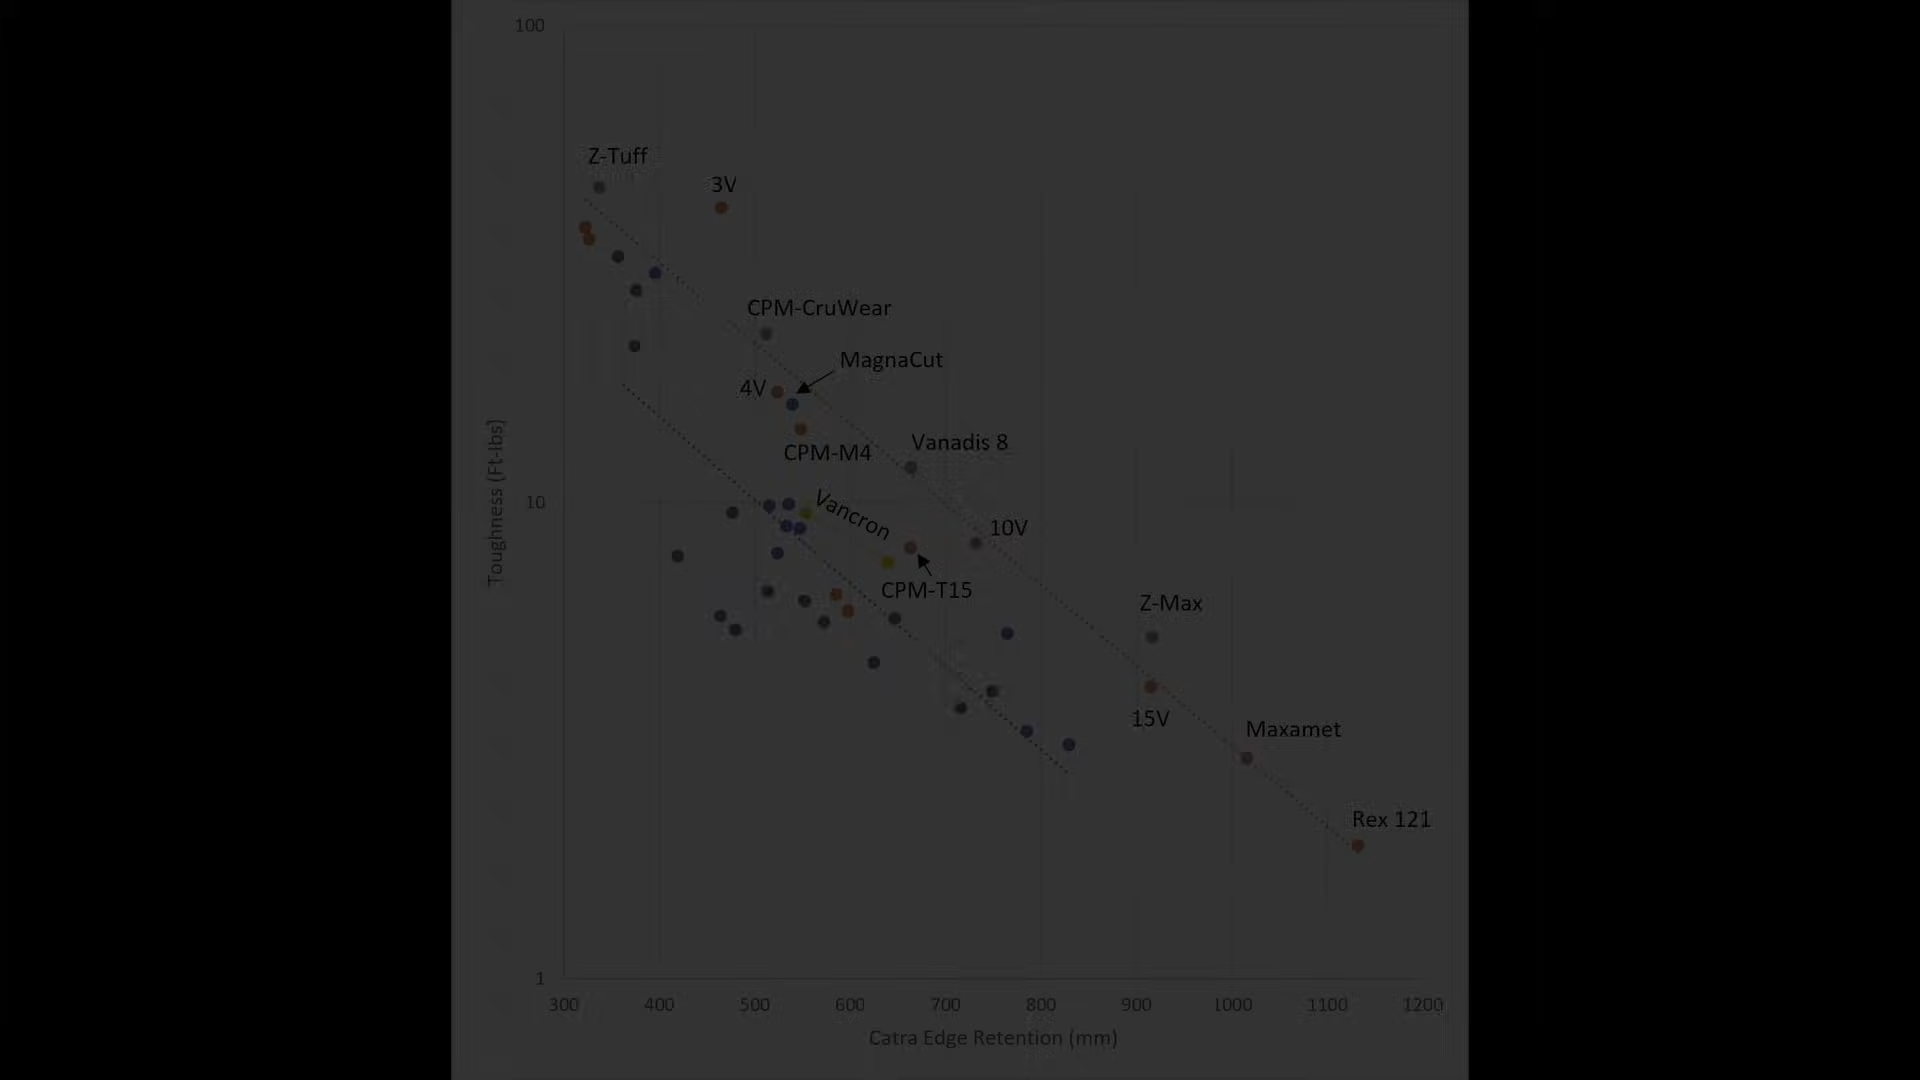 100
Z-Tuff
3V
CPM-CruWear
MagnaCut
4V
Vanadis 8
CPM-M4
Vancron
10
10V
CPM-T15
Z-Max
15V
Maxamet
Rex 121
Toughness (Ft-lbs)
1
300 400 500 600 700 800 900 1000 1100 1200
Catra Edge Retention (mm)